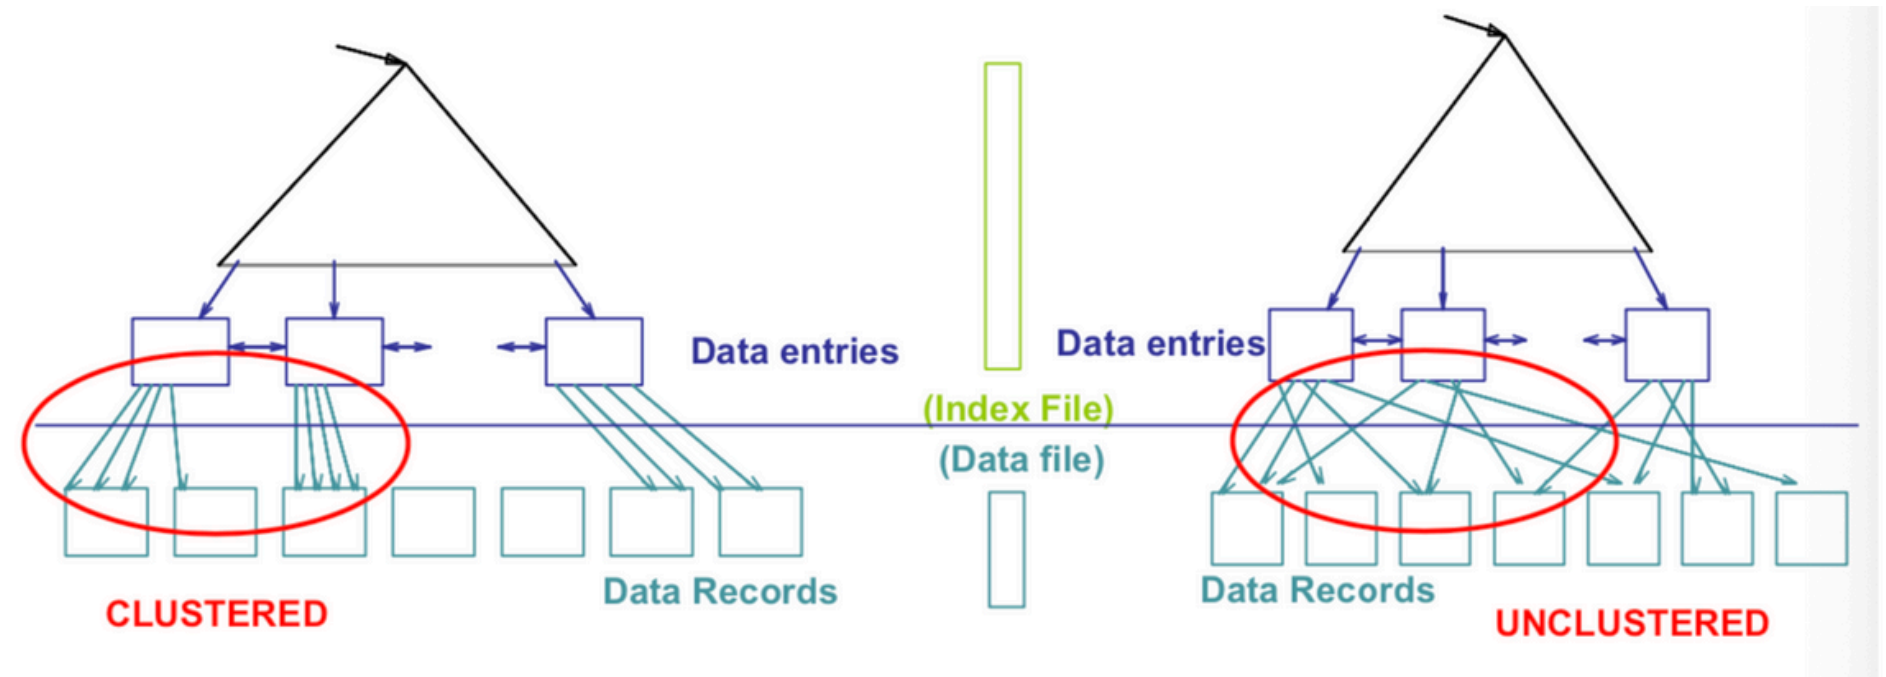 Data entries
Data entries
(Index File)
(Data file)
Data Records
Data Records
CLUSTERED
UNCLUSTERED